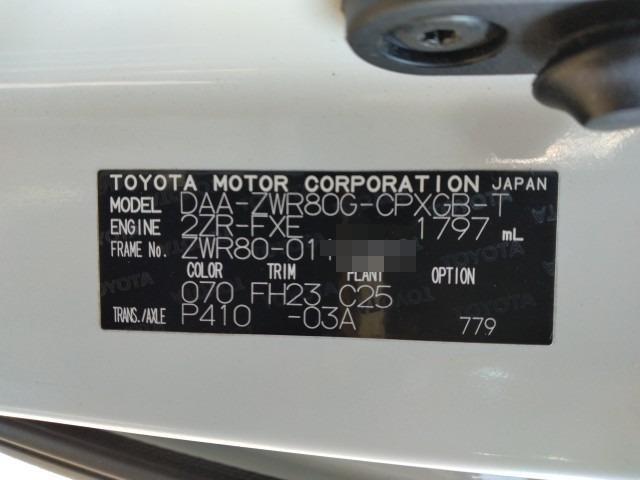 TOYOTA MOTOR CORPORATION JAPAN
MODEL DAA-ZWR80G-CPXGB-T
ENGINE 2ZR-FXE 1797 mL
FRAME No. ZWR80-01
COLOR TRIM PLANT OPTION
070 FH23 C25
TRANS./AXLE P410 -03A 779